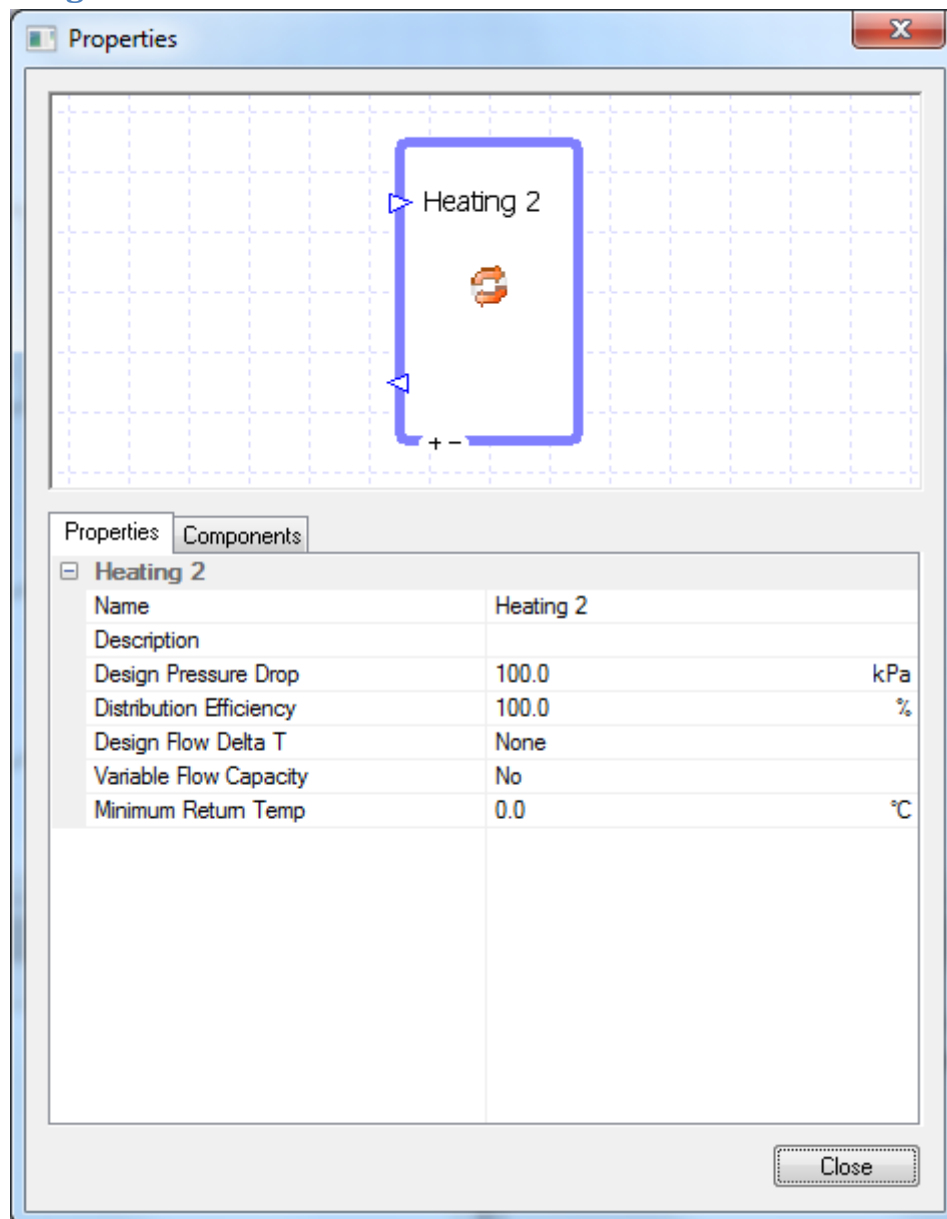 Properties
Heating 2
+ −
Properties Components
Heating 2
Name Heating 2
Description
Design Pressure Drop 100.0 kPa
Distribution Efficiency 100.0 %
Design Flow Delta T None
Variable Flow Capacity No
Minimum Return Temp 0.0 °C
Close